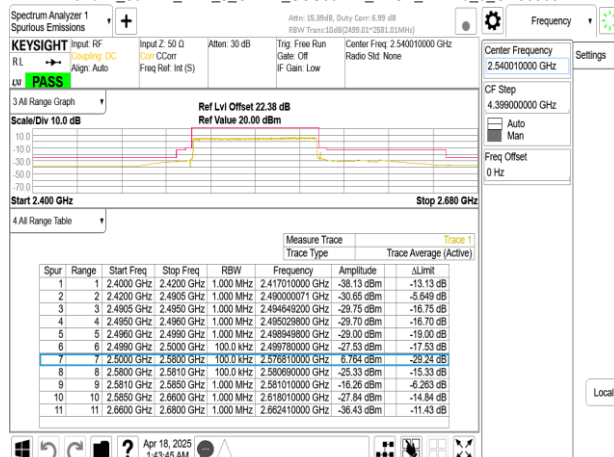 Spectrum Analyzer 1
Spurious Emissions
Attn: 15.89dB, Duty Corr: 6.99 dB
RBW Trans:10dB(2499.01~2581.01MHz)
Frequency
KEYSIGHT
Input: RF
Coupling: DC
Align: Auto
Input Z: 50 Ω
Corr CCorr
Freq Ref: Int (S)
Atten: 30 dB
Trig: Free Run
Gate: Off
IF Gain: Low
Center Freq: 2.540010000 GHz
Radio Std: None
RL
LXI
PASS
Center Frequency
2.540010000 GHz
Settings
CF Step
4.399000000 GHz
Auto
Man
Freq Offset
0 Hz
Local
3 All Range Graph
Scale/Div 10.0 dB
Ref Lvl Offset 22.38 dB
Ref Value 20.00 dBm
10.0
-10.0
-30.0
-50.0
-70.0
Start 2.400 GHz
Stop 2.680 GHz
4 All Range Table
Measure Trace Trace 1
Trace Type Trace Average (Active)
Spur Range Start Freq Stop Freq RBW Frequency Amplitude ΔLimit
1 1 2.4000 GHz 2.4200 GHz 1.000 MHz 2.417010000 GHz -38.13 dBm -13.13 dB
2 2 2.4200 GHz 2.4905 GHz 1.000 MHz 2.490000071 GHz -30.65 dBm -5.649 dB
3 3 2.4905 GHz 2.4950 GHz 1.000 MHz 2.494649200 GHz -29.75 dBm -16.75 dB
4 4 2.4950 GHz 2.4960 GHz 1.000 MHz 2.495029800 GHz -29.70 dBm -16.70 dB
5 5 2.4960 GHz 2.4990 GHz 1.000 MHz 2.498949800 GHz -29.00 dBm -19.00 dB
6 6 2.4990 GHz 2.5000 GHz 100.0 kHz 2.499780000 GHz -27.53 dBm -17.53 dB
7 7 2.5000 GHz 2.5800 GHz 100.0 kHz 2.576810000 GHz 6.764 dBm -29.24 dB
8 8 2.5800 GHz 2.5810 GHz 100.0 kHz 2.580690000 GHz -25.33 dBm -15.33 dB
9 9 2.5810 GHz 2.5850 GHz 1.000 MHz 2.581010000 GHz -16.26 dBm -6.263 dB
10 10 2.5850 GHz 2.6600 GHz 1.000 MHz 2.618010000 GHz -27.84 dBm -14.84 dB
11 11 2.6600 GHz 2.6800 GHz 1.000 MHz 2.662410000 GHz -36.43 dBm -11.43 dB
Apr 18, 2025
1:43:45 AM